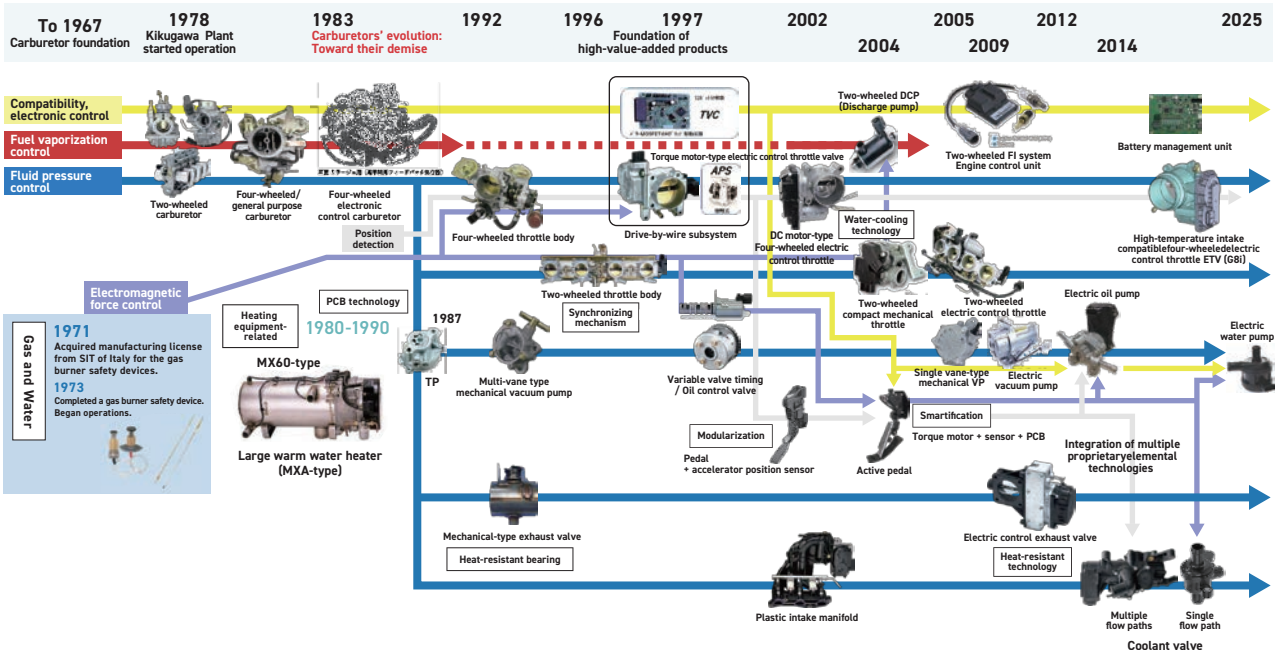 To 1967
Carburetor foundation
1978
Kikugawa Plant
started operation
1983
Carburetors' evolution:
Toward their demise
1992
1996
1997
Foundation of
high-value-added products
2002
2004
2005
2009
2012
2014
2025
Compatibility,
electronic control
Fuel vaporization
control
Fluid pressure
control
Two-wheeled
carburetor
Four-wheeled/
general purpose
carburetor
Four-wheeled
electronic
control carburetor
Position
detection
Four-wheeled throttle body
TVC
Torque motor-type electric control throttle valve
APS
Drive-by-wire subsystem
Two-wheeled DCP
(Discharge pump)
DC motor-type
Four-wheeled electric
control throttle
Water-cooling
technology
Two-wheeled FI system
Engine control unit
Battery management unit
High-temperature intake
compatiblefour-wheeledelectric
control throttle ETV (G8i)
Electromagnetic
force control
Two-wheeled throttle body
Synchronizing
mechanism
Two-wheeled
compact mechanical
throttle
Two-wheeled
electric control throttle
Electric oil pump
Electric
water pump
Gas and Water
1971
Acquired manufacturing license
from SIT of Italy for the gas
burner safety devices.
1973
Completed a gas burner safety device.
Began operations.
Heating
equipment-
related
PCB technology
1980-1990
MX60-type
Large warm water heater
(MXA-type)
1987
TP
Multi-vane type
mechanical vacuum pump
Variable valve timing
/ Oil control valve
Single vane-type
mechanical VP
Electric
vacuum pump
Modularization
Pedal
+ accelerator position sensor
Active pedal
Smartification
Torque motor + sensor + PCB
Integration of multiple
proprietaryelemental
technologies
Mechanical-type exhaust valve
Heat-resistant bearing
Electric control exhaust valve
Heat-resistant
technology
Plastic intake manifold
Multiple
flow paths
Single
flow path
Coolant valve